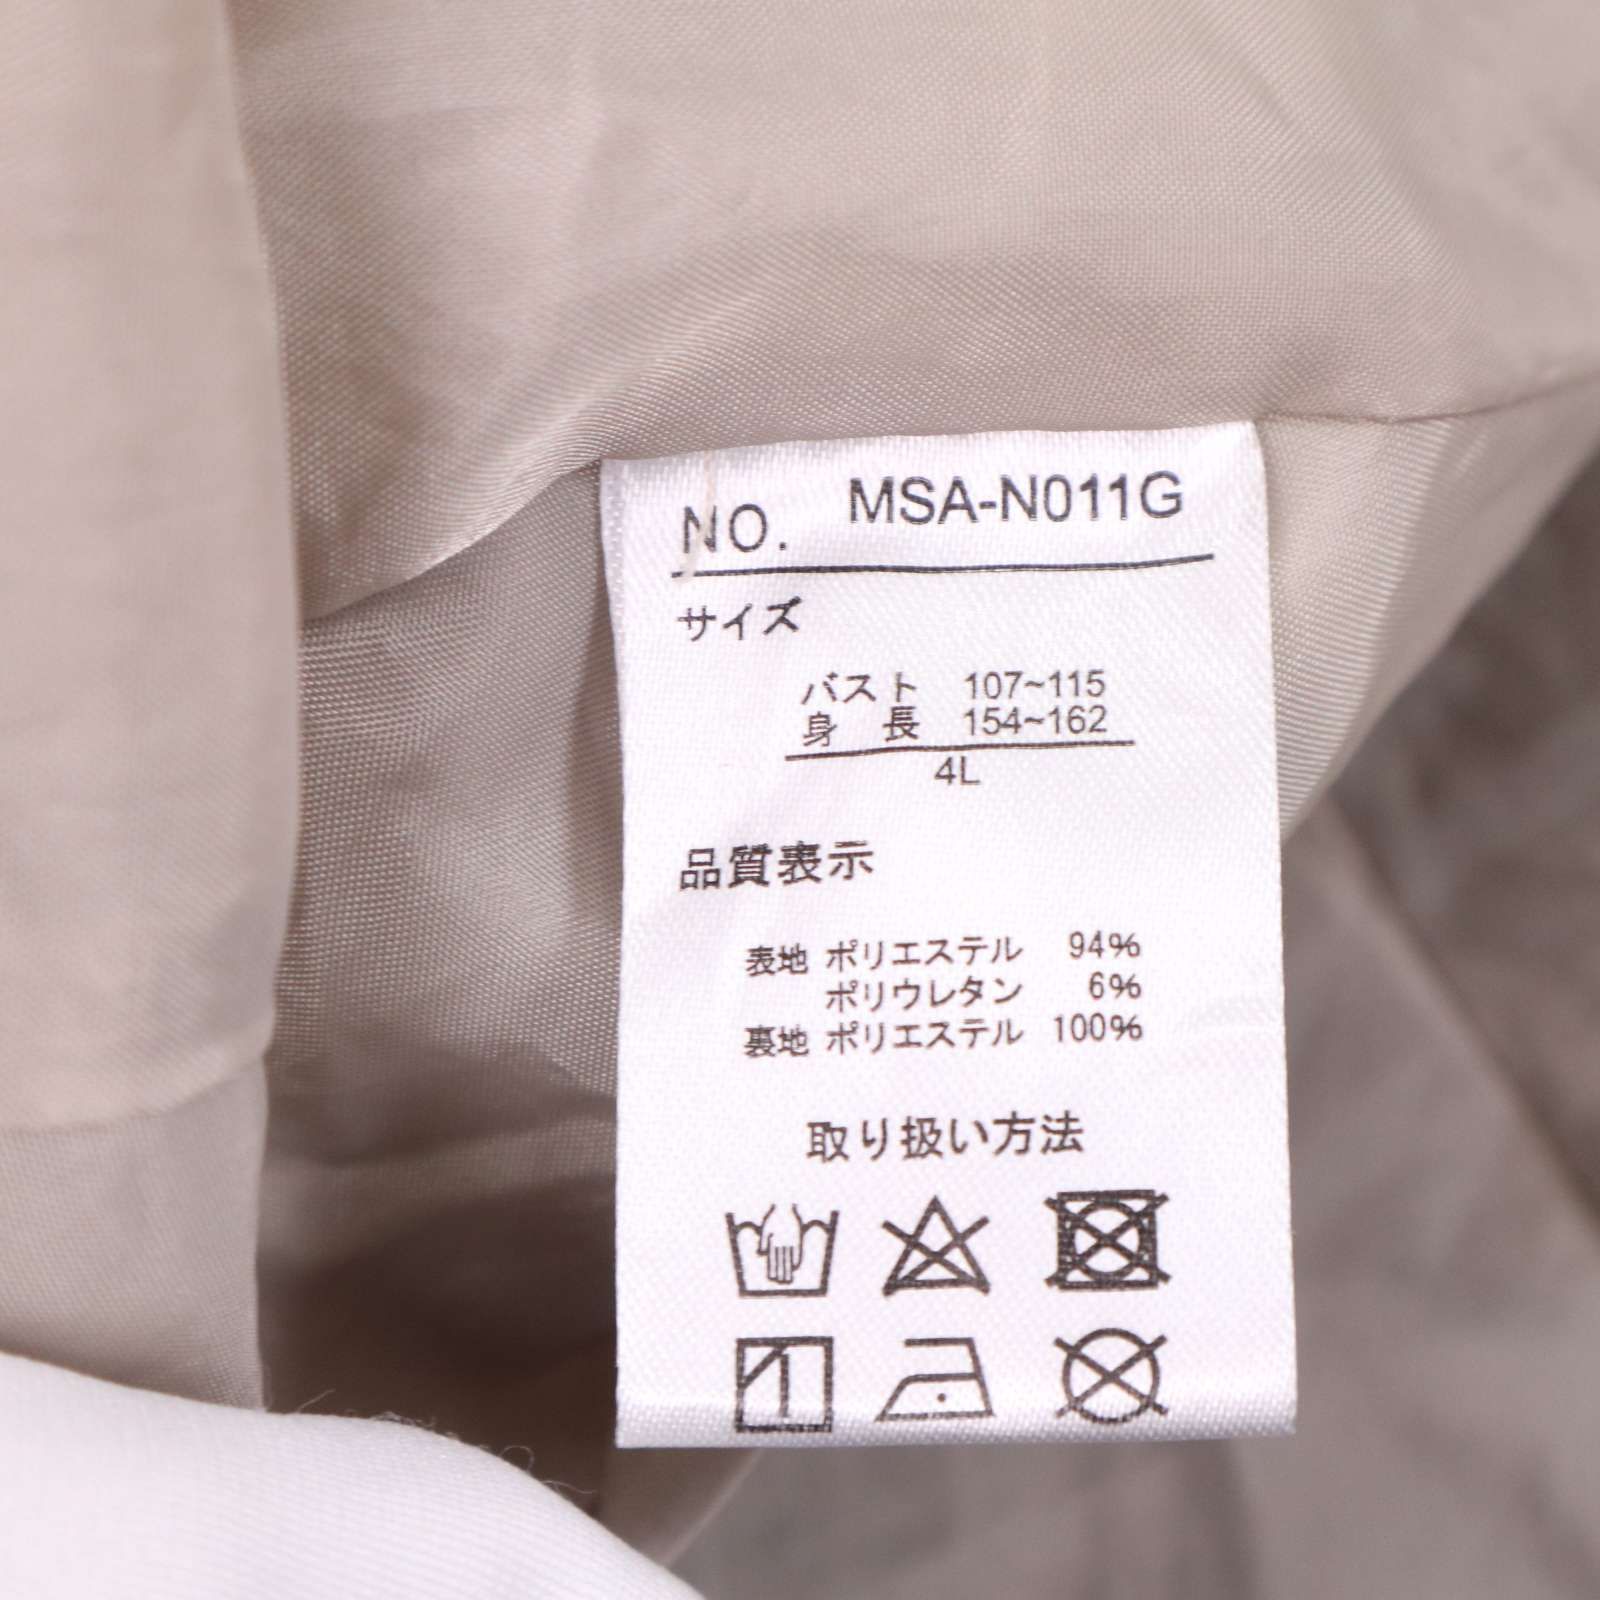 NO. MSA-N011G
サイズ
バスト 107~115
身 長 154~162
4L
品質表示
表地 ポリエステル 94%
ポリウレタン 6%
裏地 ポリエステル 100%
取り扱い方法